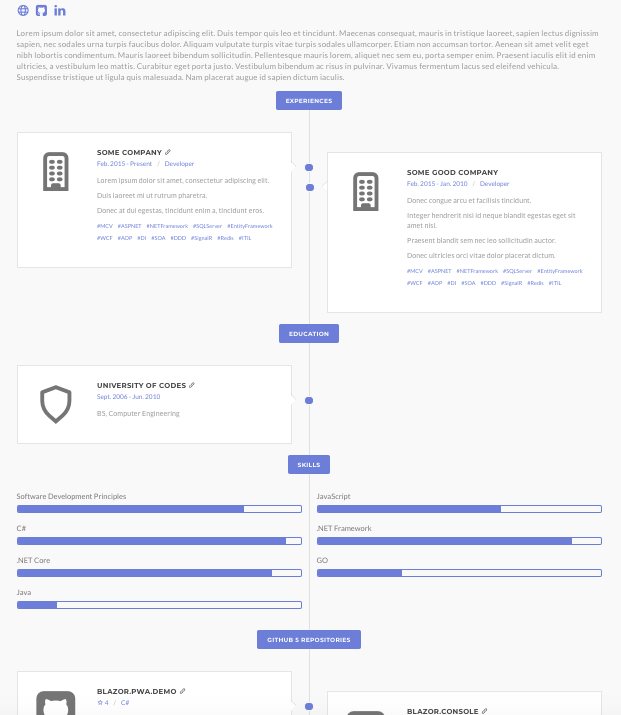 Lorem ipsum dolor sit amet, consectetur adipiscing elit. Duis tempor quis leo et tincidunt. Maecenas consequat, mauris in tristique laoreet, sapien lectus dignissim
sapien, nec sodales urna turpis faucibus dolor. Aliquam vulputate turpis vitae turpis sodales ullamcorper. Etiam non accumsan tortor. Aenean sit amet velit eget
nibh lobortis condimentum. Mauris laoreet bibendum sollicitudin. Pellentesque mauris lorem, aliquet nec sem eu, porta semper enim. Praesent iaculis elit id enim
ultricies, a vestibulum leo mattis. Curabitur eget porta justo. Vestibulum bibendum ac risus in pulvinar. Vivamus fermentum lacus sed eleifend vehicula.
Suspendisse tristique ut ligula quis malesuada. Nam placerat augue id sapien dictum iaculis.
EXPERIENCES
SOME COMPANY
Feb. 2015 - Present / Developer
Lorem ipsum dolor sit amet, consectetur adipiscing elit.
Duis laoreet mi ut rutrum pharetra.
Donec at dui egestas, tincidunt enim a, tincidunt eros.
#MCV #ASPNET #.NETFramework #SQLServer #EntityFramework
#WCF #AOP #DI #SOA #DDD #SignalR #Redis #ITIL
SOME GOOD COMPANY
Feb. 2015 - Jan. 2010 / Developer
Donec congue arcu et facilisis tincidunt.
Integer hendrerit nisl id neque blandit egestas eget sit
amet nisl.
Praesent blandit sem nec leo sollicitudin auctor.
Donec ultricies orci vitae dolor placerat dictum.
#MCV #ASPNET #.NETFramework #SQLServer #EntityFramework
#WCF #AOP #DI #SOA #DDD #SignalR #Redis #ITIL
EDUCATION
UNIVERSITY OF CODES
Sept. 2006 - Jun. 2010
BS, Computer Engineering
SKILLS
Software Development Principles
JavaScript
C#
.NET Framework
.NET Core
GO
Java
GITHUB 5 REPOSITORIES
BLAZOR.PWA.DEMO
4 / C#
BLAZOR.CONSOLE